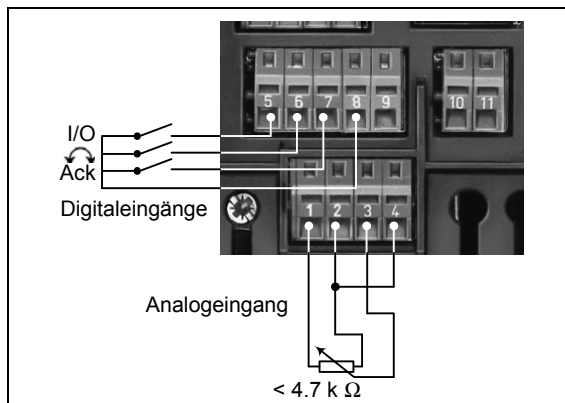 5 6 7 8 9 10 11
I/O
Ack
Digitaleingänge
1 2 3 4
Analogeingang
< 4.7 k Ω